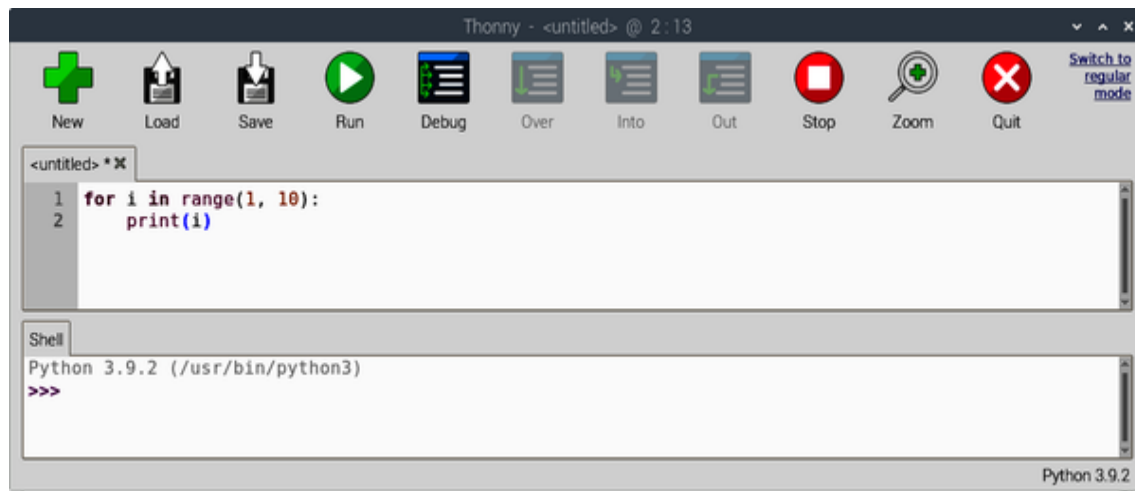 Thonny - <untitled> @ 2:13
Switch to
regular
mode
New Load Save Run Debug Over Into Out Stop Zoom Quit
<untitled> *
1 for i in range(1, 10):
2     print(i)
Shell
Python 3.9.2 (/usr/bin/python3)
>>>
Python 3.9.2